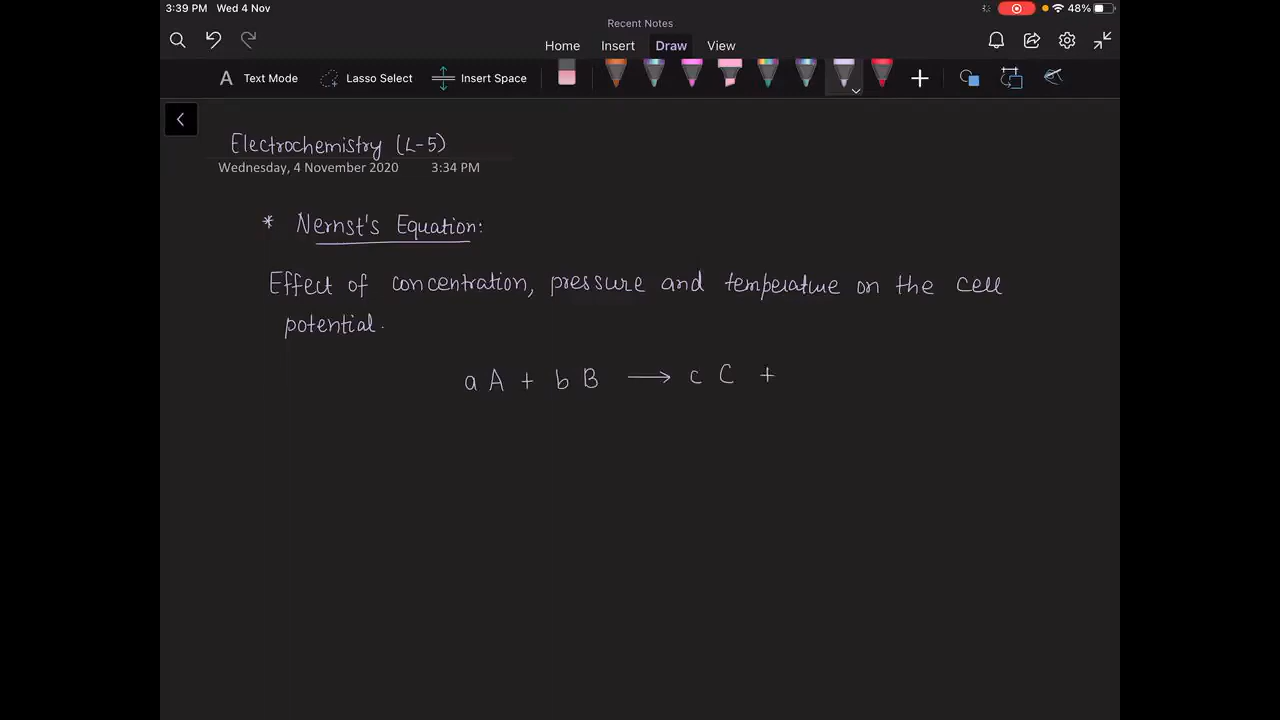 3:39 PM Wed 4 Nov
48%
Recent Notes
Home Insert Draw View
A Text Mode Lasso Select Insert Space
Electrochemistry (L-5)
Wednesday, 4 November 2020 3:34 PM
* Nernst's Equation:
Effect of concentration, pressure and temperature on the cell
potential.
a A + b B ⟶ c C +